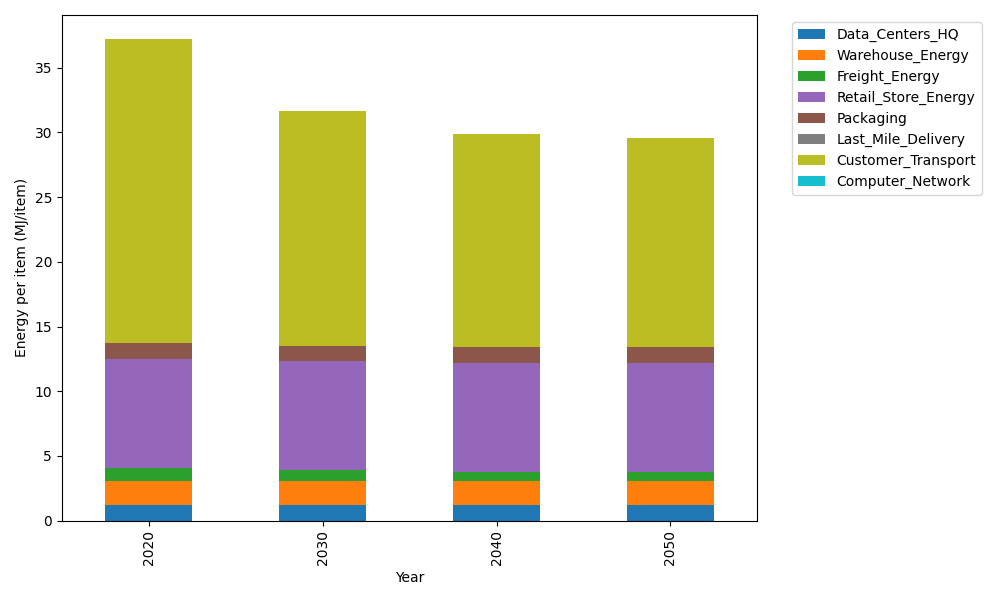 Energy per item (MJ/item)
35
30
25
20
15
10
5
0
2020
2030
2040
2050
Year
Data_Centers_HQ
Warehouse_Energy
Freight_Energy
Retail_Store_Energy
Packaging
Last_Mile_Delivery
Customer_Transport
Computer_Network